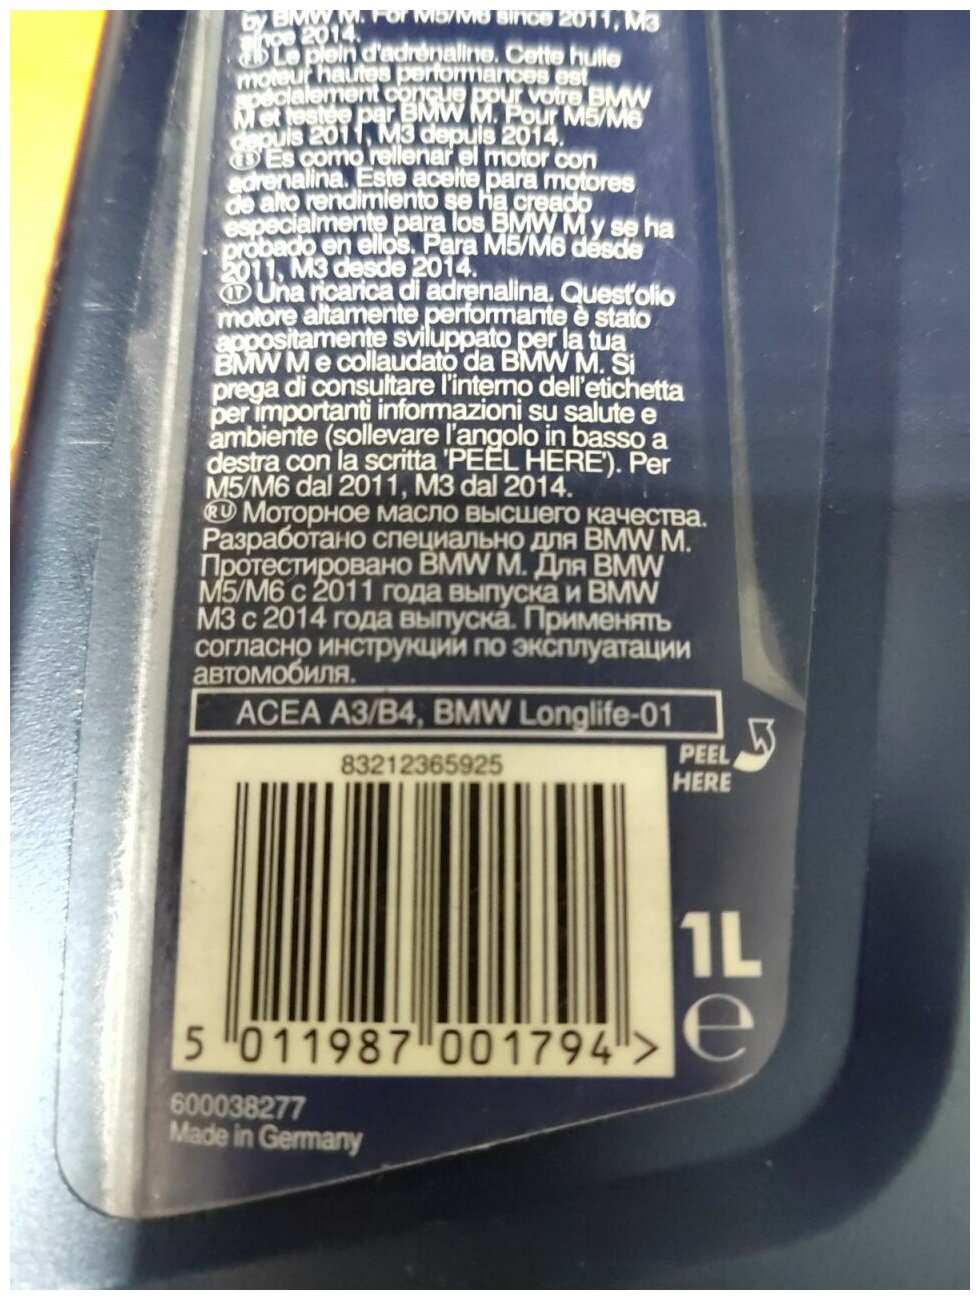 by BMW M. For M5/M6 since 2011, M3
since 2014.
FR Le plein d'adrénaline. Cette huile
moteur hautes performances est
spécialement conçue pour votre BMW
M et testée par BMW M. Pour M5/M6
depuis 2011, M3 depuis 2014.
ES Es como rellenar el motor con
adrenalina. Este aceite para motores
de alto rendimiento se ha creado
especialmente para los BMW M y se ha
probado en ellos. Para M5/M6 desde
2011, M3 desde 2014.
IT Una ricarica di adrenalina. Quest'olio
motore altamente performante è stato
appositamente sviluppato per la tua
BMW M e collaudato da BMW M. Si
prega di consultare l'interno dell'etichetta
per importanti informazioni su salute e
ambiente (sollevare l'angolo in basso a
destra con la scritta 'PEEL HERE'). Per
M5/M6 dal 2011, M3 dal 2014.
RU Моторное масло высшего качества.
Разработано специально для BMW M.
Протестировано BMW M. Для BMW
M5/M6 с 2011 года выпуска и BMW
M3 с 2014 года выпуска. Применять
согласно инструкции по эксплуатации
автомобиля.
ACEA A3/B4, BMW Longlife-01
PEEL
HERE
83212365925
1L
e
5 011987 001794 >
600038277
Made in Germany